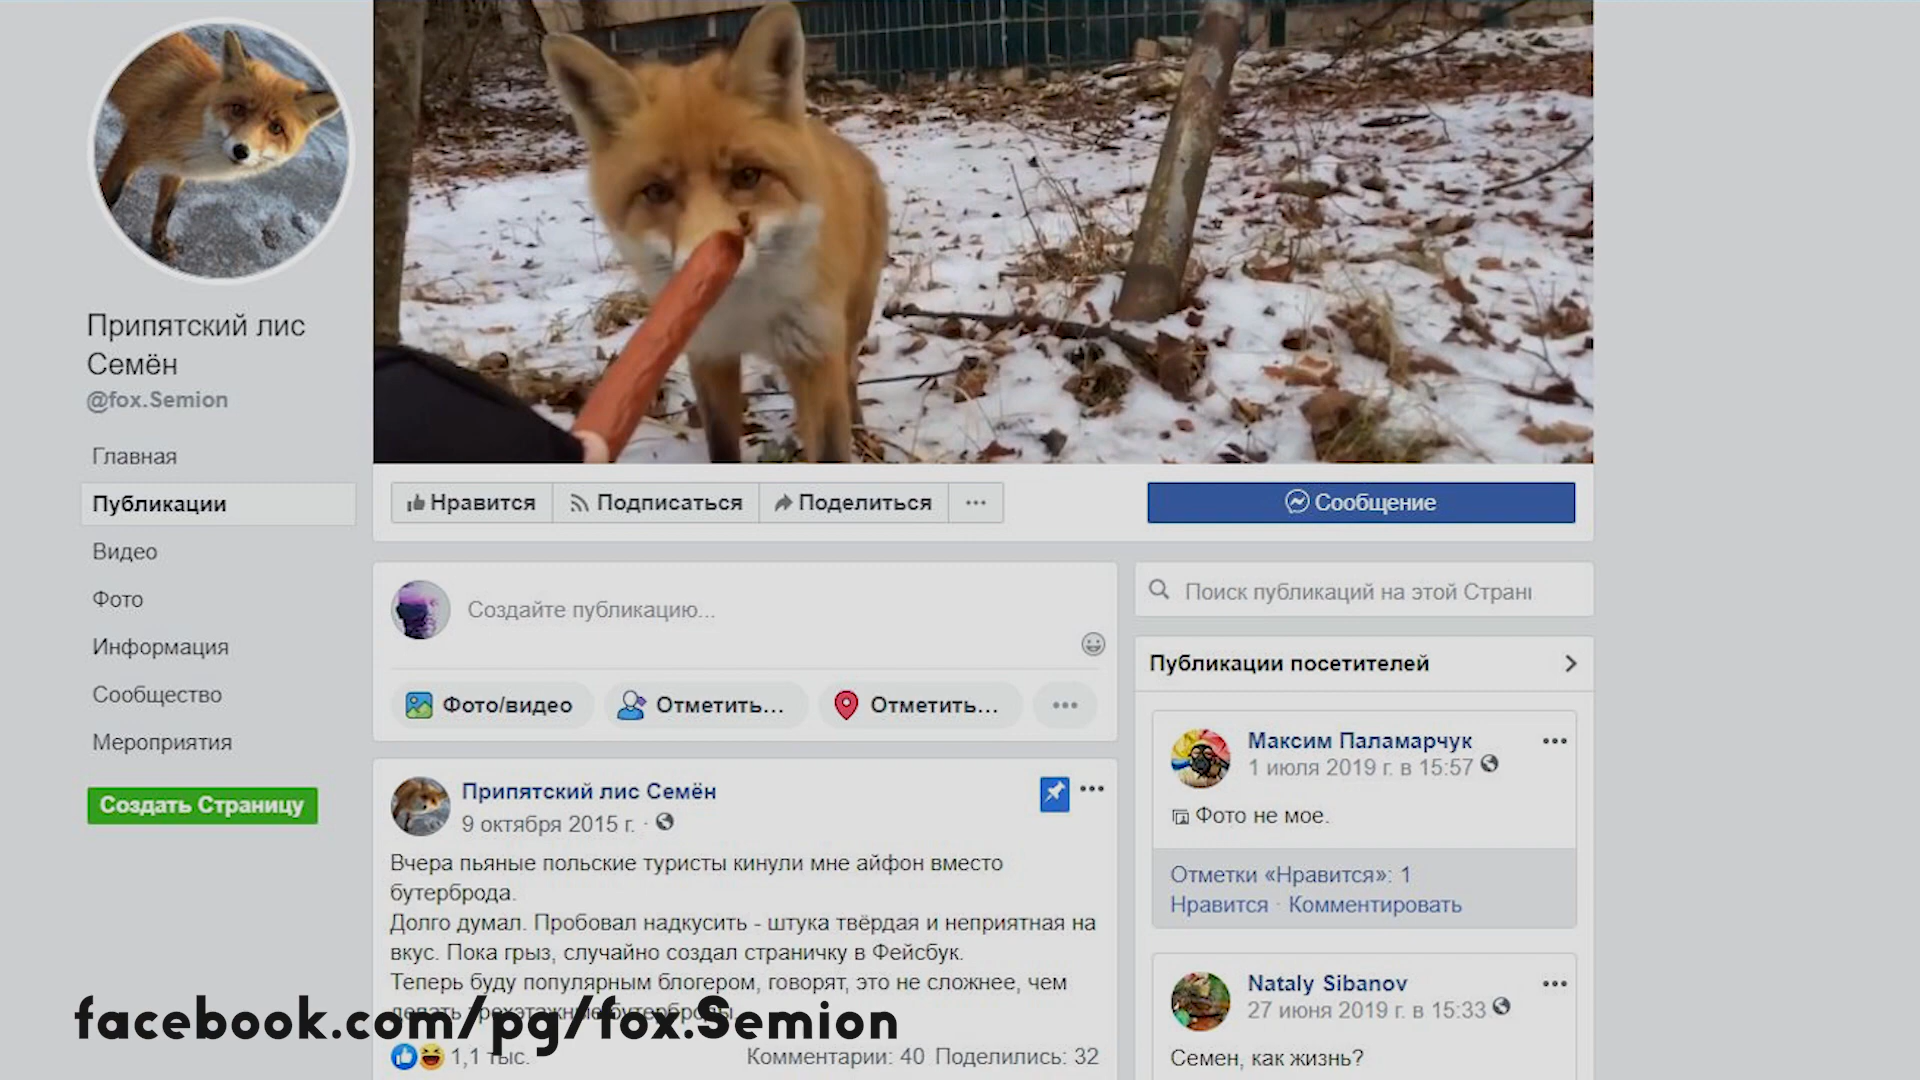 Припятский лис
Семён
@fox.Semion
Главная
Публикации
Видео
Фото
Информация
Сообщество
Мероприятия
Создать Страницу
Нравится
Подписаться
Поделиться
Сообщение
Создайте публикацию...
Фото/видео
Отметить...
Отметить...
Припятский лис Семён
9 октября 2015 г. ·
Вчера пьяные польские туристы кинули мне айфон вместо
бутерброда.
Долго думал. Пробовал надкусить - штука твёрдая и неприятная на
вкус. Пока грыз, случайно создал страничку в Фейсбук.
Теперь буду популярным блогером, говорят, это не сложнее, чем
делать трехэтажные бутерброды.
1,1 тыс.
Комментарии: 40 Поделились: 32
Поиск публикаций на этой Страни
Публикации посетителей
Максим Паламарчук
1 июля 2019 г. в 15:57
Фото не мое.
Отметки «Нравится»: 1
Нравится · Комментировать
Nataly Sibanov
27 июня 2019 г. в 15:33
Семен, как жизнь?
facebook.com/pg/fox.Semion